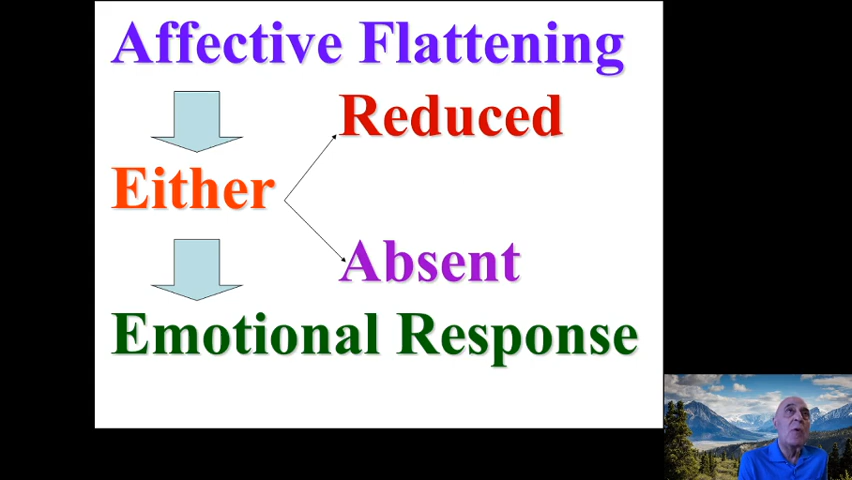 Affective Flattening
Reduced
Either
Absent
Emotional Response